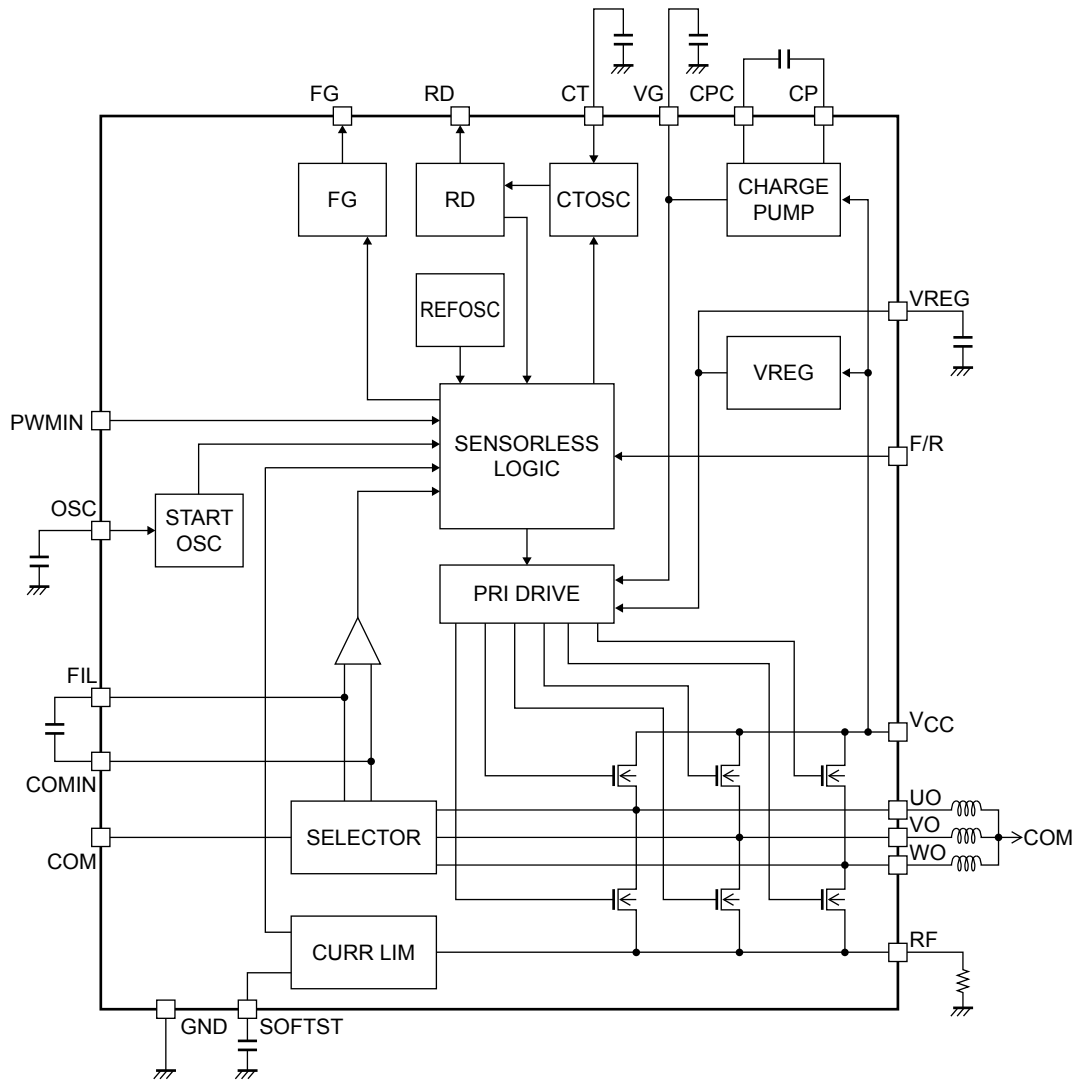 FG
RD
CT
VG
CPC
CP
FG
RD
CTOSC
CHARGE
PUMP
REFOSC
VREG
VREG
PWMIN
SENSORLESS
LOGIC
F/R
OSC
START
OSC
PRI DRIVE
FIL
VCC
COMIN
UO
SELECTOR
VO
COM
COM
WO
CURR LIM
RF
GND
SOFTST